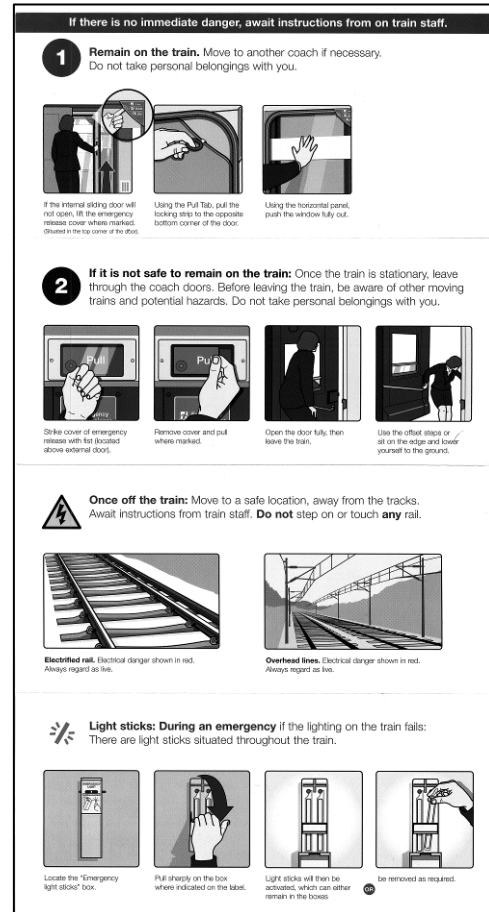 If there is no immediate danger, await instructions from on train staff.
1
Remain on the train. Move to another coach if necessary.
Do not take personal belongings with you.
If the internal sliding door will
not open, lift the emergency
release cover where marked.
(Situated in the top corner of the door).
Using the Pull Tab, pull the
locking strip to the opposite
bottom corner of the door.
Using the horizontal panel,
push the window fully out.
2
If it is not safe to remain on the train: Once the train is stationary, leave
through the coach doors. Before leaving the train, be aware of other moving
trains and potential hazards. Do not take personal belongings with you.
Pull
Pu
Strike cover of emergency
release with fist (located
above external door).
Remove cover and pull
where marked.
Open the door fully, then
leave the train.
Use the offset steps or
sit on the edge and lower
yourself to the ground.
Once off the train: Move to a safe location, away from the tracks.
Await instructions from train staff. Do not step on or touch any rail.
Electrified rail. Electrical danger shown in red.
Always regard as live.
Overhead lines. Electrical danger shown in red.
Always regard as live.
Light sticks: During an emergency if the lighting on the train fails:
There are light sticks situated throughout the train.
Locate the "Emergency
light sticks" box.
Pull sharply on the box
where indicated on the label.
Light sticks will then be
activated, which can either
remain in the boxes
OR
be removed as required.